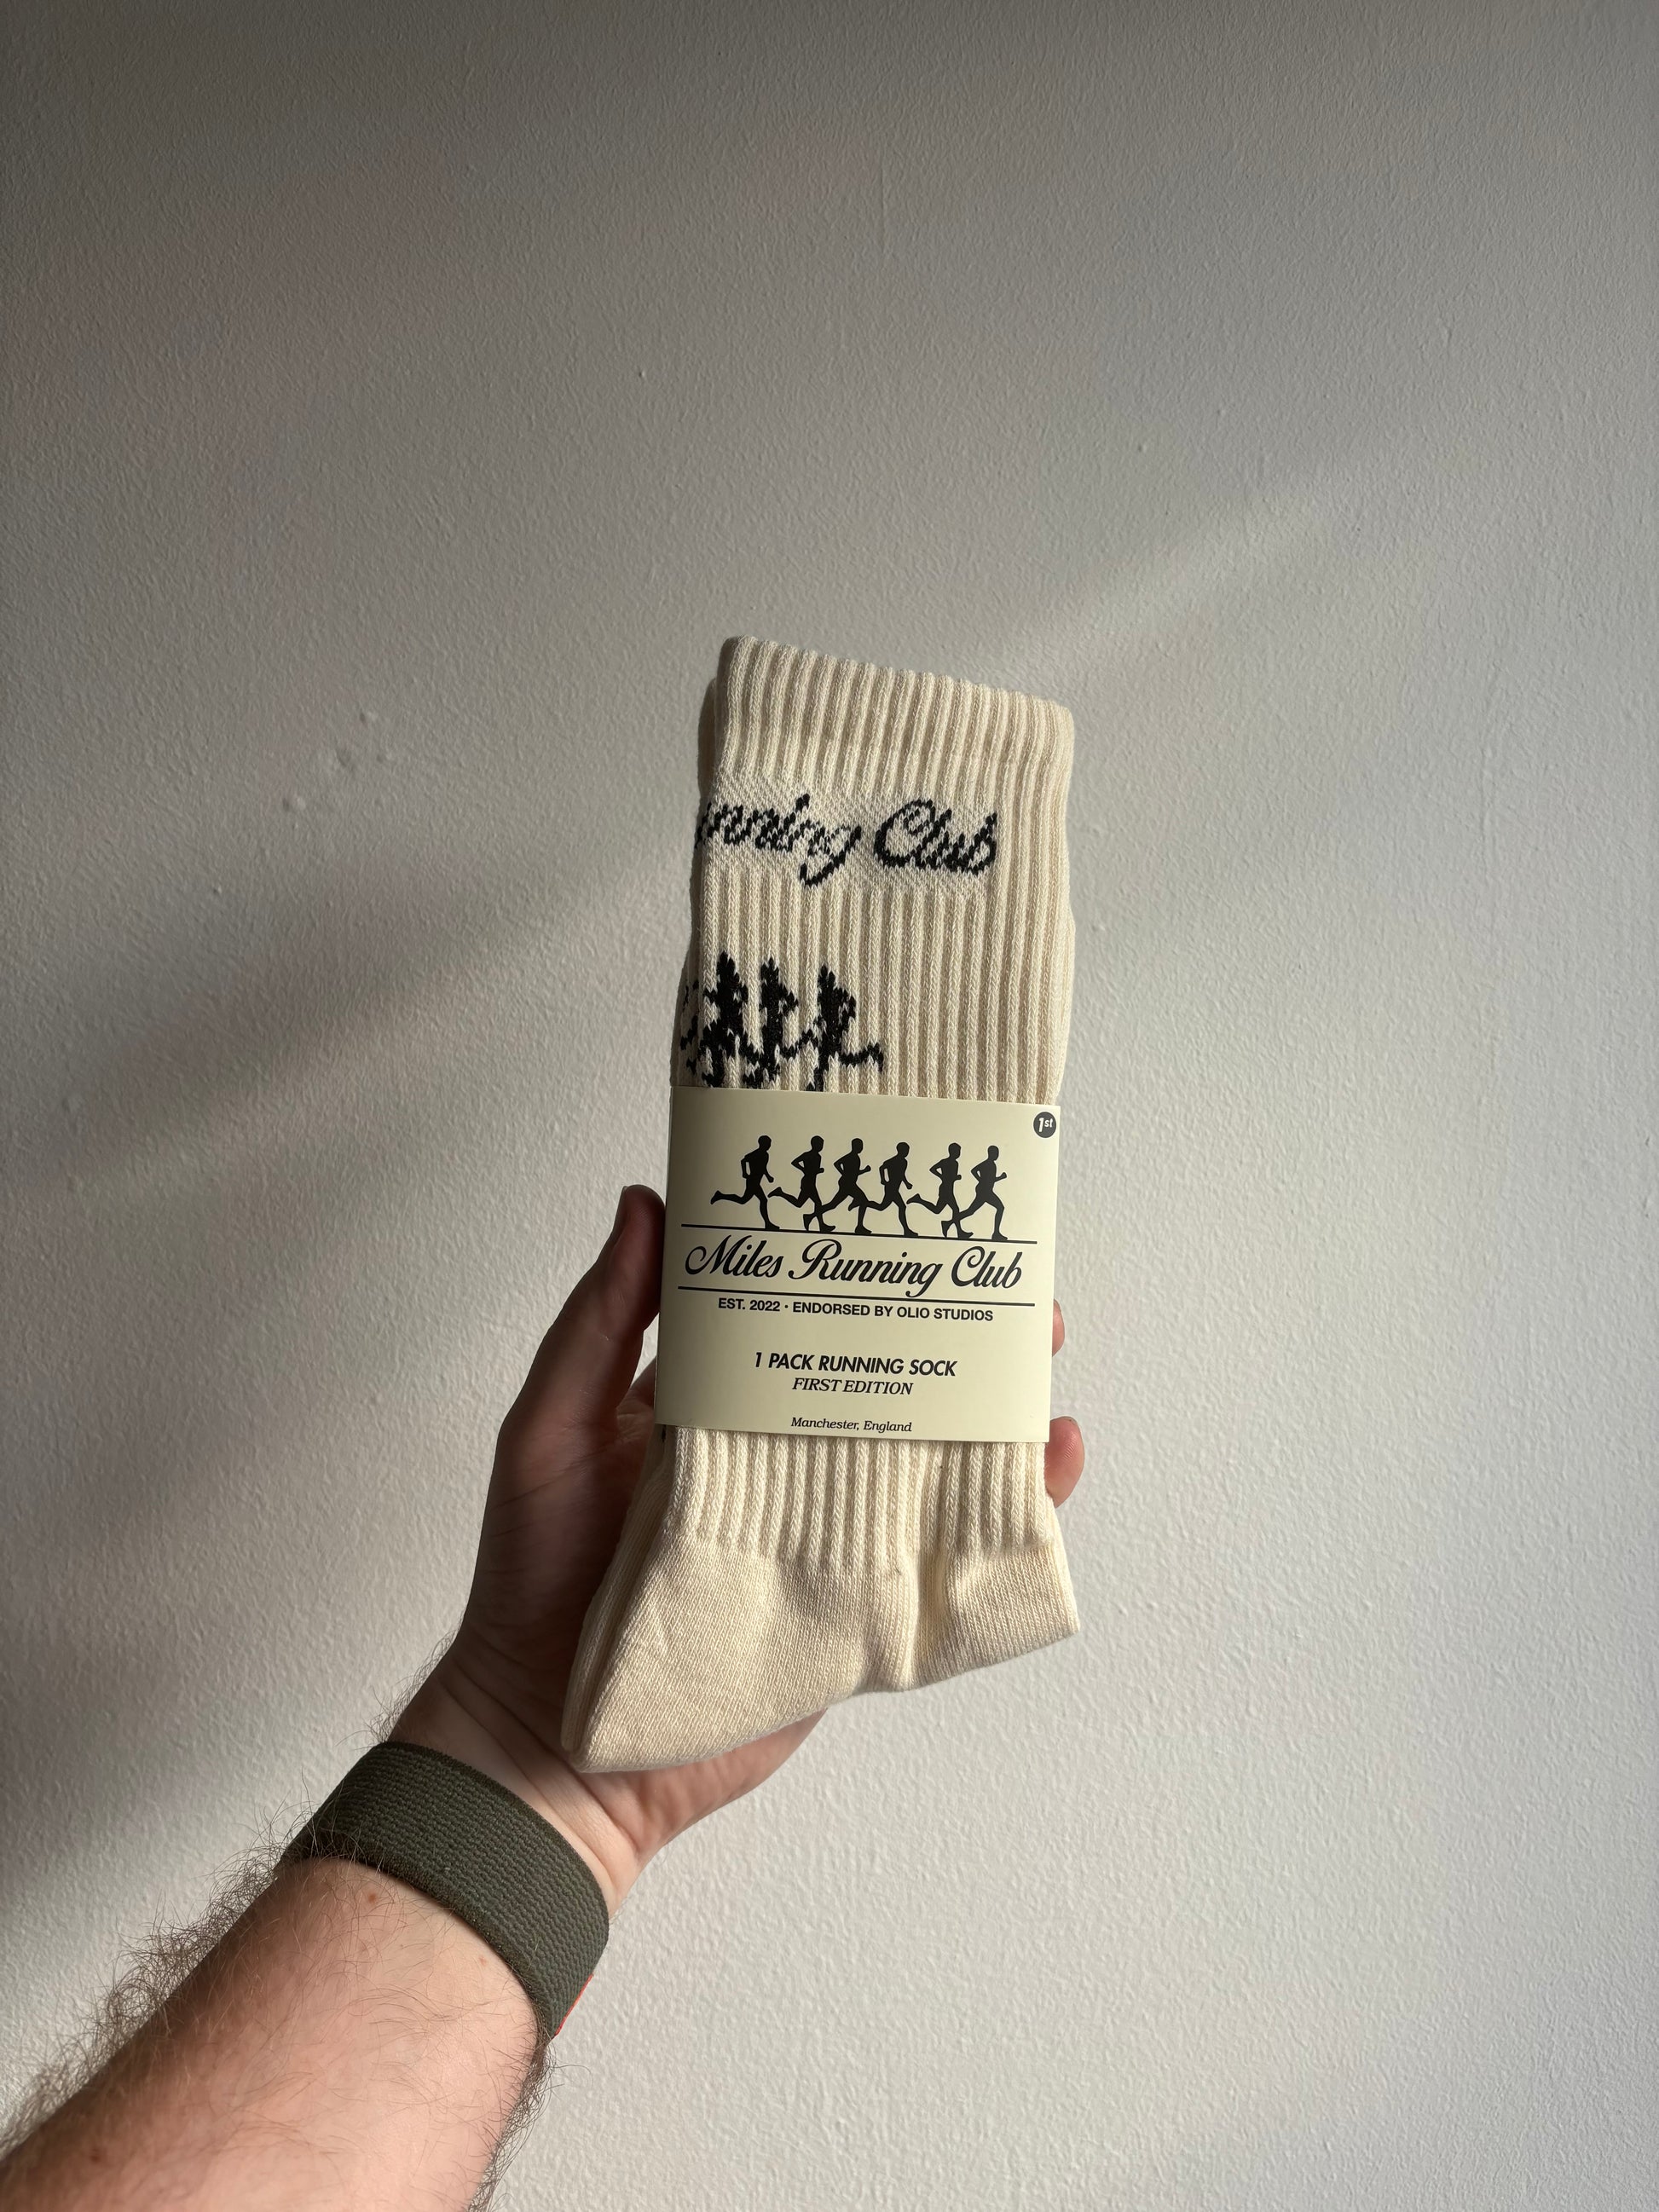 nning Club
1st
Miles Running Club
EST. 2022 · ENDORSED BY OLIO STUDIOS
1 PACK RUNNING SOCK
FIRST EDITION
Manchester, England